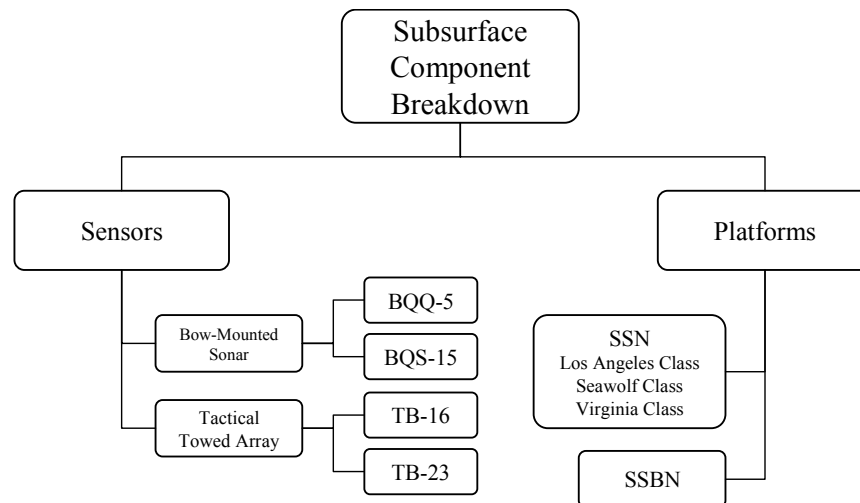 Subsurface
Component
Breakdown
Sensors
Platforms
Bow-Mounted
Sonar
BQQ-5
BQS-15
Tactical
Towed Array
TB-16
TB-23
SSN
Los Angeles Class
Seawolf Class
Virginia Class
SSBN